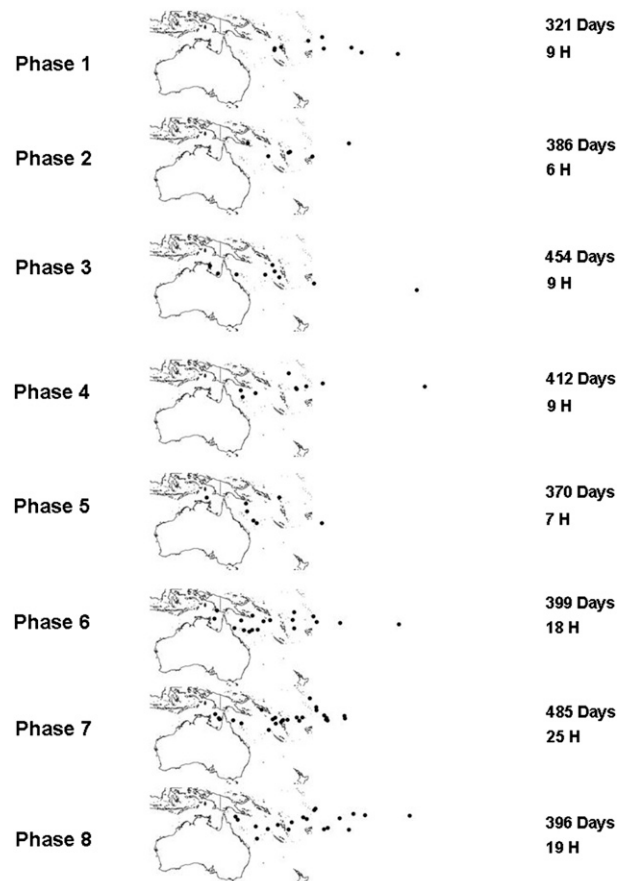 321 Days
Phase 1
9 H
386 Days
Phase 2
6 H
454 Days
Phase 3
9 H
412 Days
Phase 4
9 H
370 Days
Phase 5
7 H
399 Days
Phase 6
18 H
485 Days
Phase 7
25 H
396 Days
Phase 8
19 H